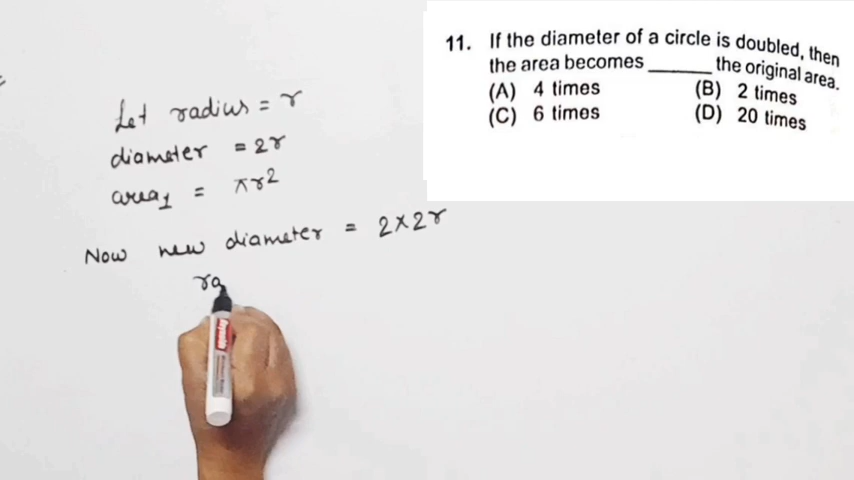 11. If the diameter of a circle is doubled, then
the area becomes ______ the original area.
(A) 4 times (B) 2 times
(C) 6 times (D) 20 times
Let radius = r
diameter = 2r
area1 = πr2
Now new diameter = 2×2r
ra